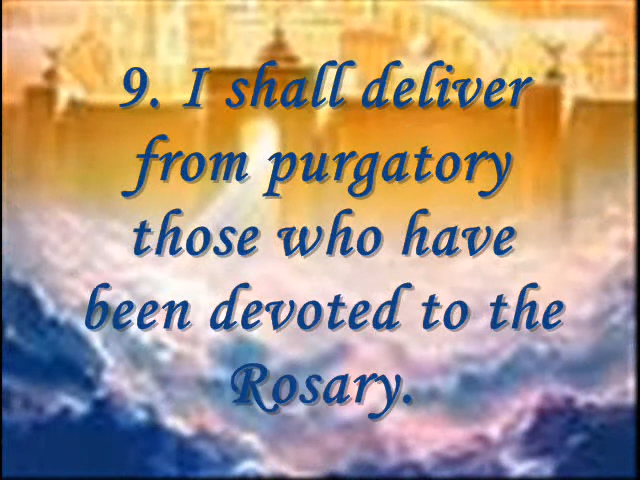 9. I shall deliver
from purgatory
those who have
been devoted to the
Rosary.